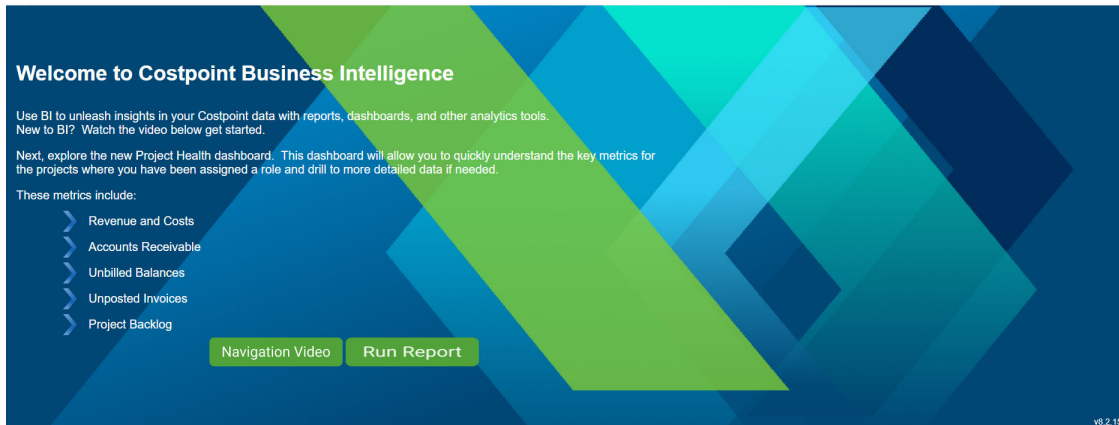 Welcome to Costpoint Business Intelligence
Use BI to unleash insights in your Costpoint data with reports, dashboards, and other analytics tools.
New to BI? Watch the video below get started.
Next, explore the new Project Health dashboard. This dashboard will allow you to quickly understand the key metrics for
the projects where you have been assigned a role and drill to more detailed data if needed.
These metrics include:
Revenue and Costs
Accounts Receivable
Unbilled Balances
Unposted Invoices
Project Backlog
Navigation Video Run Report
v8.2.15